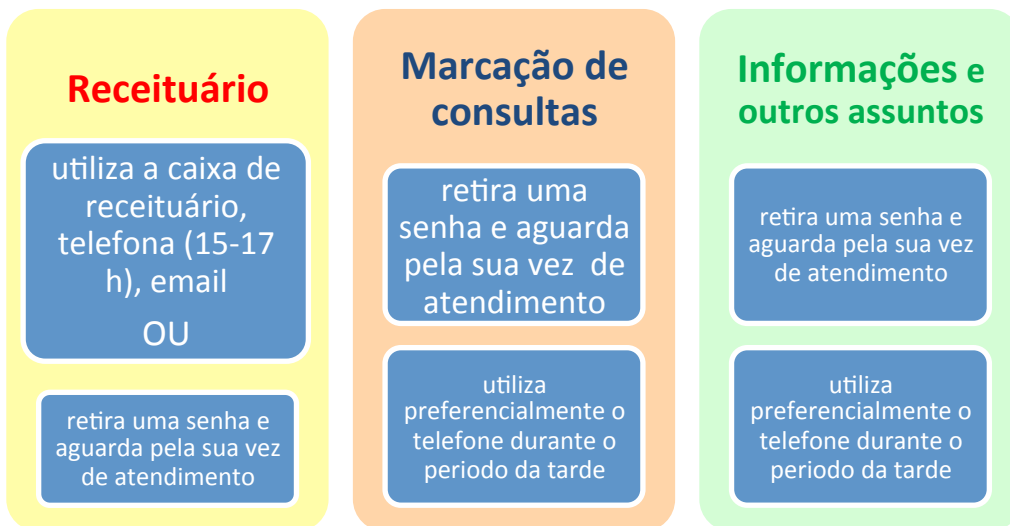 Receituário
utiliza a caixa de
receituário,
telefona (15-17
h), email
OU
retira uma senha e
aguarda pela sua vez
de atendimento
Marcação de
consultas
retira uma
senha e aguarda
pela sua vez de
atendimento
utiliza
preferencialmente o
telefone durante o
periodo da tarde
Informações e
outros assuntos
retira uma senha e
aguarda pela sua vez
de atendimento
utiliza
preferencialmente o
telefone durante o
periodo da tarde